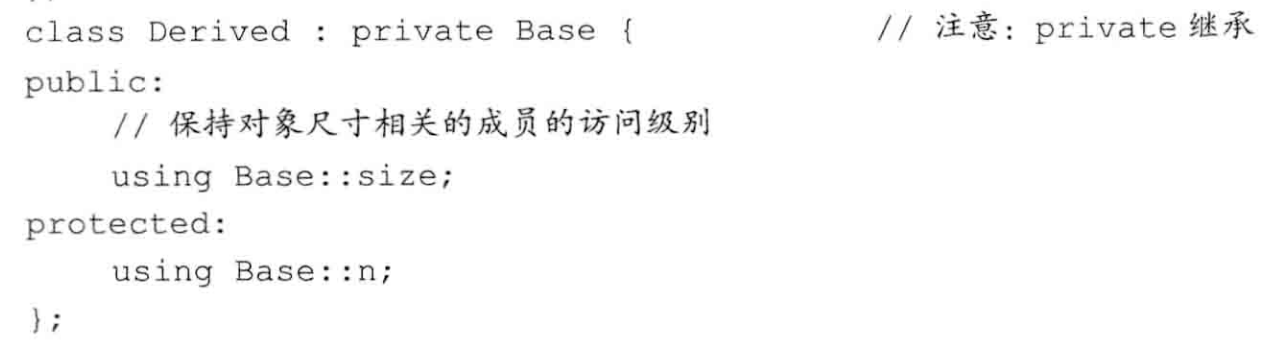 class Derived : private Base {                // 注意：private 继承
public:
    // 保持对象尺寸相关的成员的访问级别
    using Base::size;
protected:
    using Base::n;
};